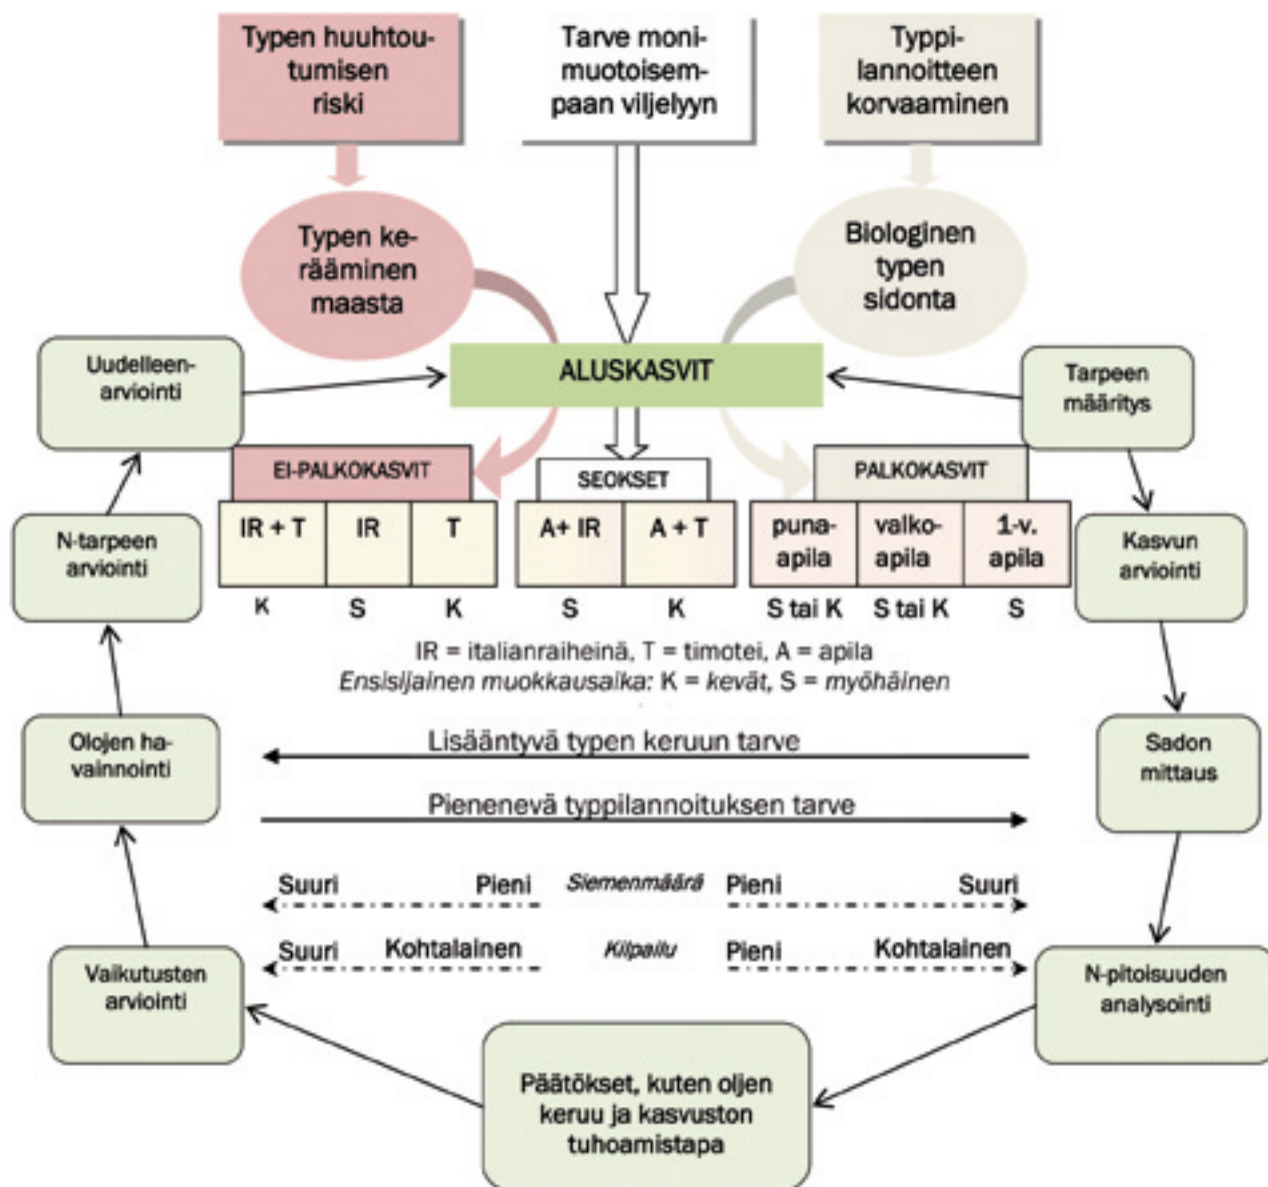 Typen huuhtou-
tumisen
riski
Tarve moni-
muotoisem-
paan viljelyyn
Typpi-
lannoitteen
korvaaminen
Typen ke-
rääminen
maasta
Biologinen
typen
sidonta
Uudelleen-
arviointi
ALUSKASVIT
Tarpeen
määritys
EI-PALKOKASVIT
SEOKSET
PALKOKASVIT
IR + T
IR
T
A+ IR
A + T
puna-
apila
valko-
apila
1-v.
apila
K
S
K
S
K
S tai K
S tai K
S
N-tarpeen
arviointi
Kasvun
arviointi
IR = italianraiheinä, T = timotei, A = apila
Ensisijainen muokkausaika: K = kevät, S = myöhäinen
Olojen ha-
vainnointi
Lisääntyvä typen keruun tarve
Sadon
mittaus
Pienenevä typpilannoituksen tarve
Suuri Pieni Siemenmäärä Pieni Suuri
Suuri Kohtalainen Kilpailu Pieni Kohtalainen
Vaikutusten
arviointi
N-pitoisuuden
analysointi
Päätökset, kuten oljen
keruu ja kasvuston
tuhoamistapa